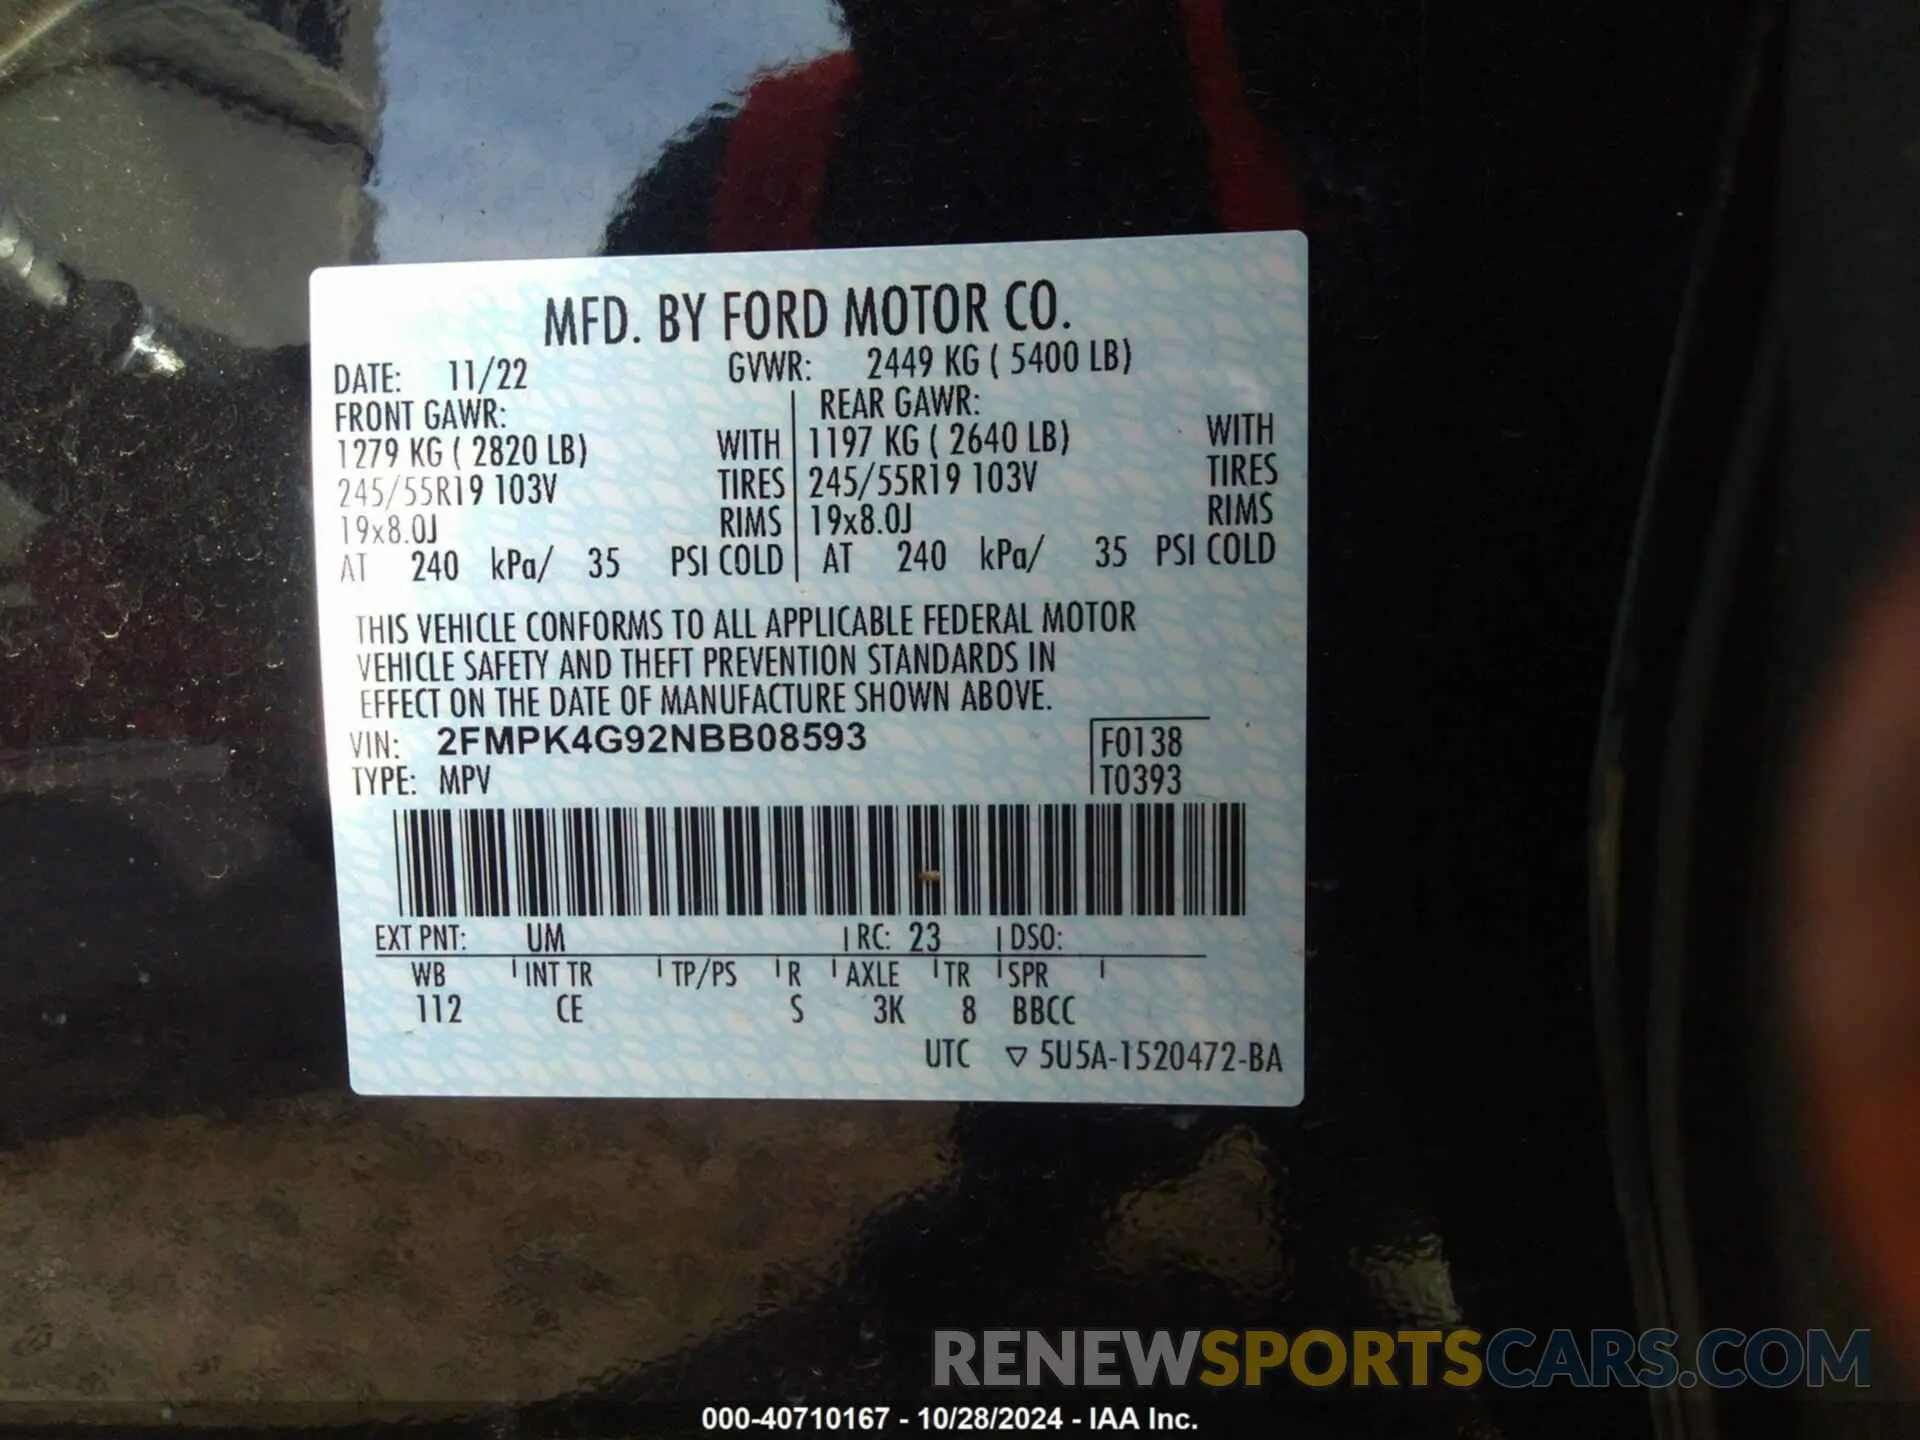 MFD. BY FORD MOTOR CO.
DATE: 11/22 GVWR: 2449 KG ( 5400 LB)
FRONT GAWR: REAR GAWR:
1279 KG ( 2820 LB) WITH 1197 KG ( 2640 LB) WITH
245/55R19 103V TIRES 245/55R19 103V TIRES
19x8.0J RIMS 19x8.0J RIMS
AT 240 kPa/ 35 PSI COLD AT 240 kPa/ 35 PSI COLD
THIS VEHICLE CONFORMS TO ALL APPLICABLE FEDERAL MOTOR
VEHICLE SAFETY AND THEFT PREVENTION STANDARDS IN
EFFECT ON THE DATE OF MANUFACTURE SHOWN ABOVE.
VIN: 2FMPK4G92NBB08593 F0138
TYPE: MPV T0393
EXT PNT: UM RC: 23 DSO:
WB INT TR TP/PS R AXLE TR SPR
112 CE S 3K 8 BBCC
UTC ▽ 5U5A-1520472-BA
RENEWSPORTSCARS.COM
000-40710167 - 10/28/2024 - IAA Inc.